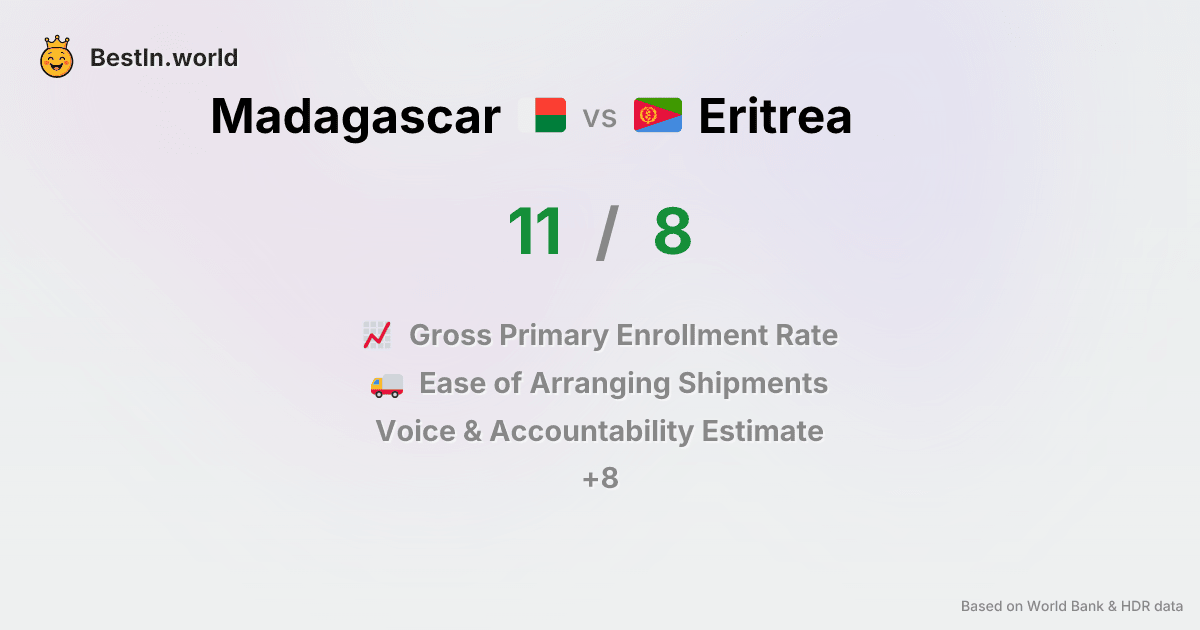 BestIn.world
Madagascar vs Eritrea
11 / 8
Gross Primary Enrollment Rate
Ease of Arranging Shipments
Voice & Accountability Estimate
+8
Based on World Bank & HDR data